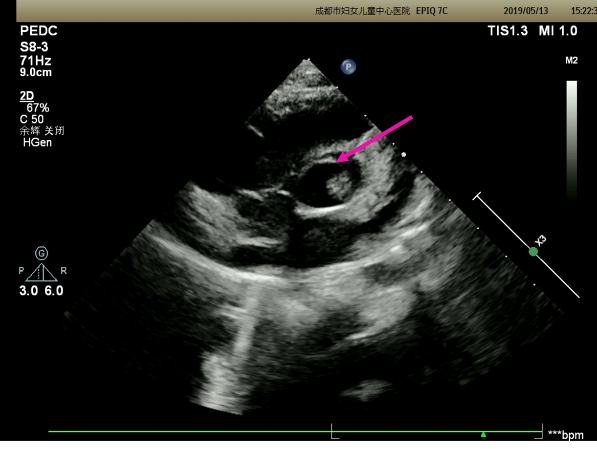 成都市妇女儿童中心医院 EPIQ 7C 2019/05/13 15:22:3
PEDC TIS1.3 MI 1.0
S8-3
71Hz
9.0cm
M2
2D
67%
C 50
余辉 关闭
HGen
P
X3
G
P R
3.0 6.0
***bpm